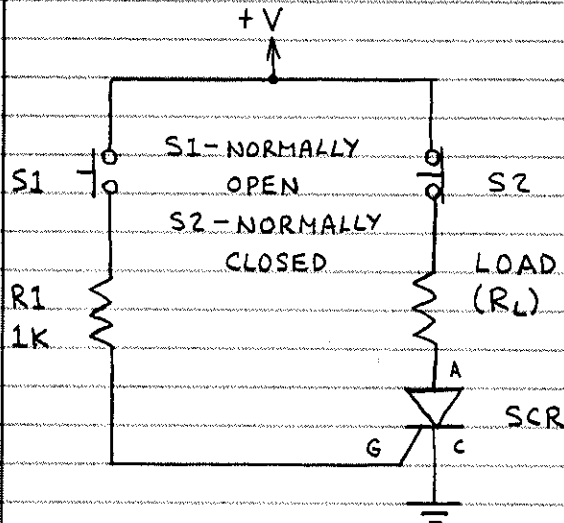 +V
S1-NORMALLY
OPEN
S1
S2
S2-NORMALLY
CLOSED
LOAD
(RL)
R1
1K
A
SCR
G
C